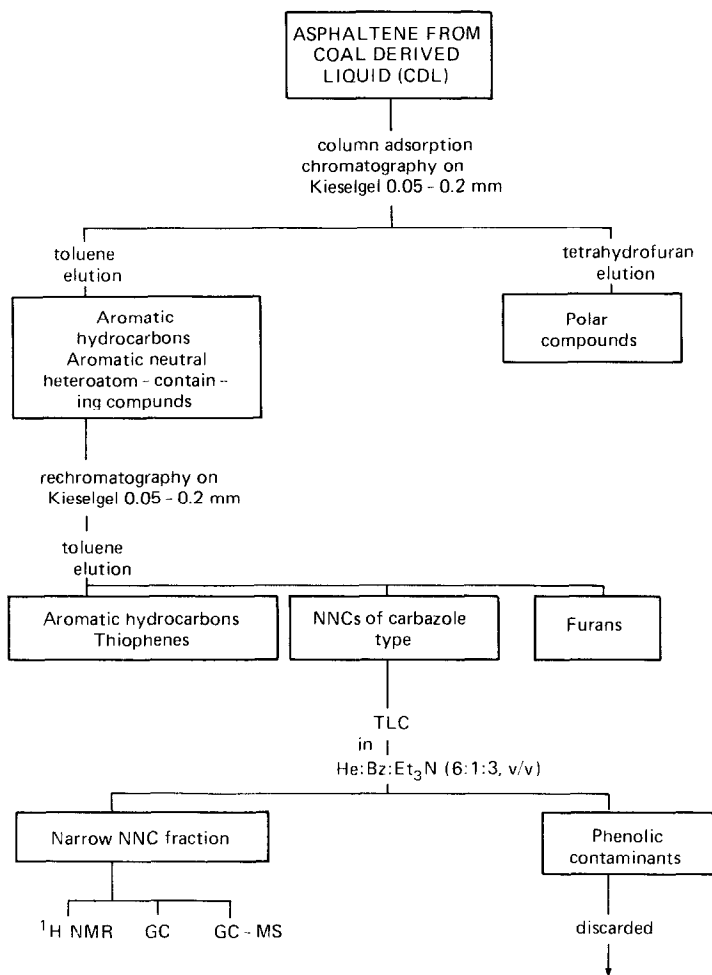 ASPHALTENE FROM
COAL DERIVED
LIQUID (CDL)
column adsorption
chromatography on
Kieselgel 0.05 - 0.2 mm
toluene
elution
tetrahydrofuran
elution
Aromatic
hydrocarbons
Aromatic neutral
heteroatom - contain -
ing compunds
Polar
compounds
rechromatography on
Kieselgel 0.05 - 0.2 mm
toluene
elution
Aromatic hydrocarbons
Thiophenes
NNCs of carbazole
type
Furans
TLC
in
He:Bz:Et₃N (6:1:3, v/v)
Narrow NNC fraction
Phenolic
contaminants
¹H NMR GC GC - MS
discarded